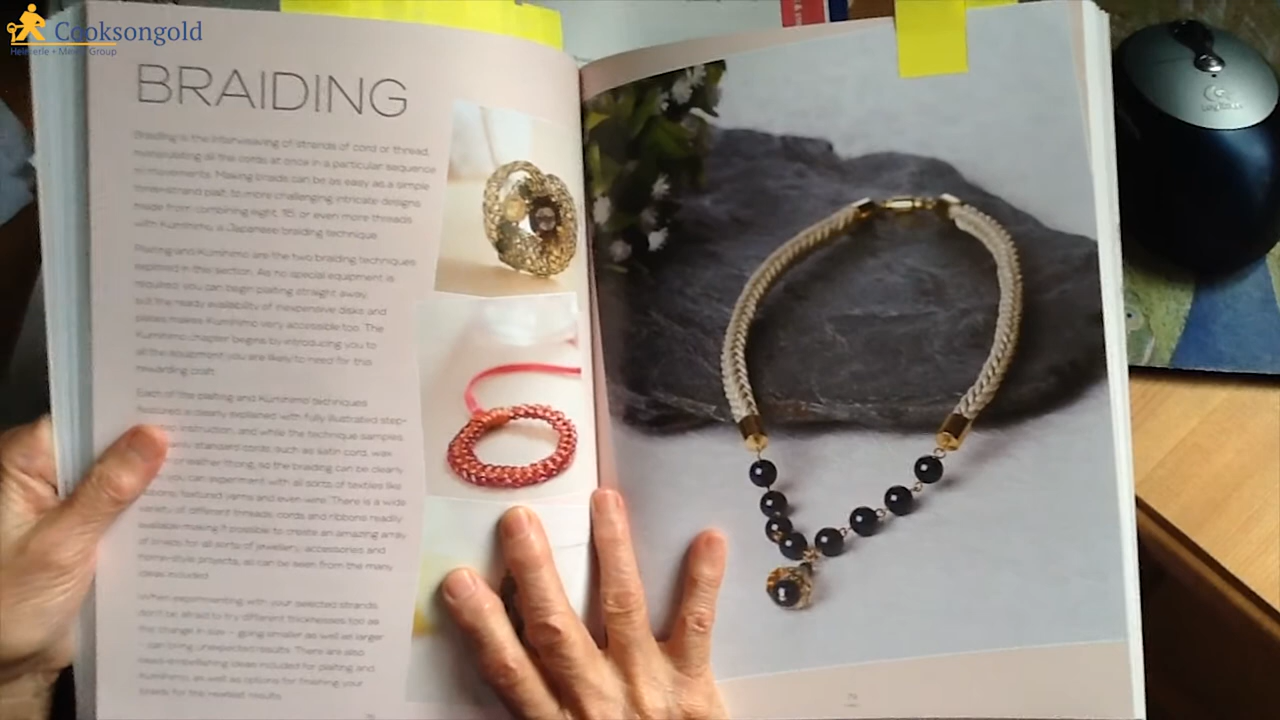 Cooksongold
Heimerle + Meule Group
BRAIDING
Braiding is the interweaving of strands of cord or thread,
manipulating all the cords at once in a particular sequence
of movements. Making braids can be as easy as a simple
three-strand plait, to more challenging intricate designs
made from combining eight, 16 or even more threads
with Kumihimo, a Japanese braiding technique.
Plaiting and Kumihimo are the two braiding techniques
explored in this section. As no special equipment is
required you can begin plaiting straight away,
but the ready availability of inexpensive disks and
plates makes Kumihimo very accessible too. The
Kumihimo chapter begins by introducing you to
all the equipment you are likely to need for this
rewarding craft.
Each of the plaiting and Kumihimo techniques
featured is clearly explained with fully illustrated step-
instruction, and while the technique samples
standard cords, such as satin cord, wax
or leather thong, so the braiding can be clearly
you can experiment with all sorts of textiles like
ribbons, textured yarns and even wire. There is a wide
variety of different threads, cords and ribbons readily
available making it possible to create an amazing array
of braids for all sorts of jewellery, accessories and
home-style projects, as can be seen from the many
ideas included.
When experimenting with your selected strands
don't be afraid to try different thicknesses too as
the change in size – going smaller as well as larger
– can bring unexpected results. There are also
bead-embellishing ideas included for plaiting and
Kumihimo, as well as options for finishing your
braids for the neatest results.